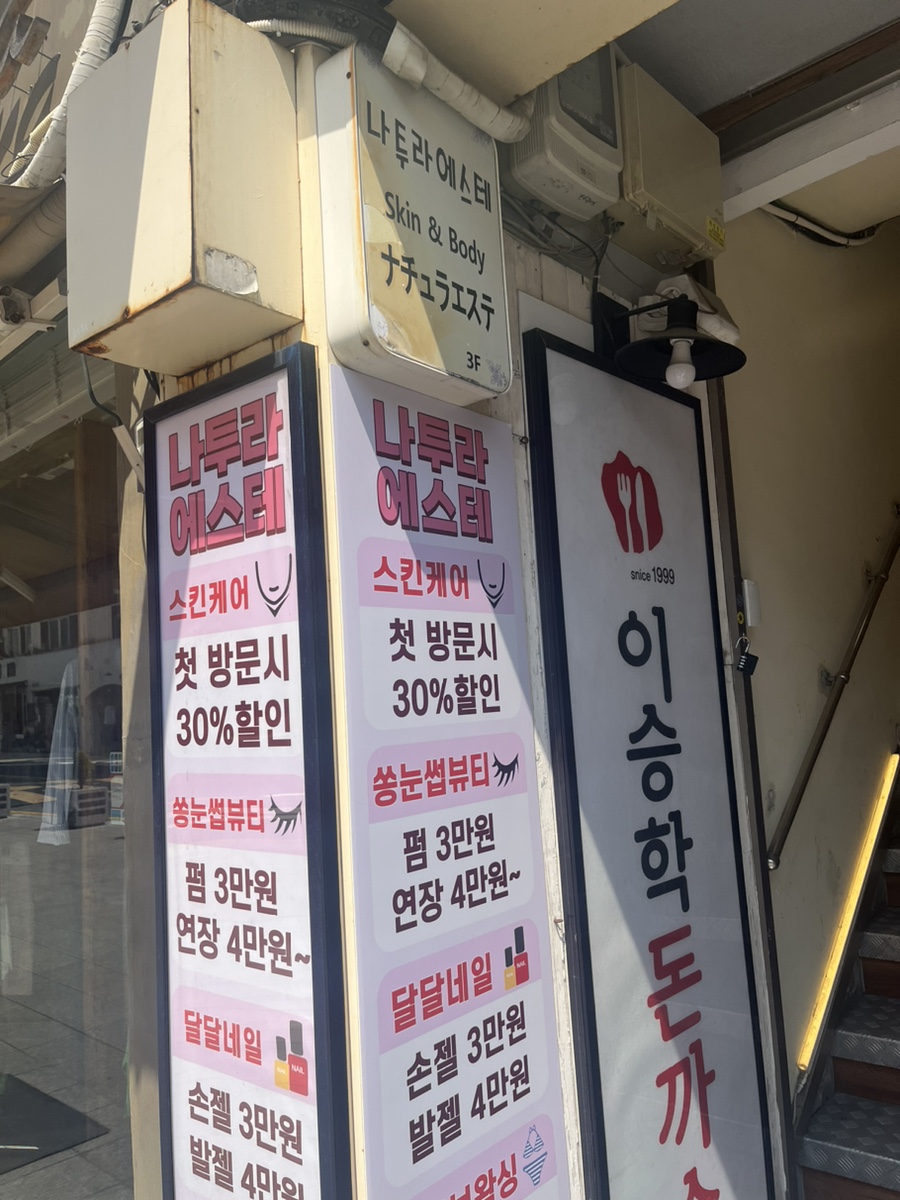 나투라에스테
Skin & Body
ナチュラエステ
3F
나투라
에스테
스킨케어
첫 방문시
30%할인
쏭눈썹뷰티
펌 3만원
연장 4만원~
달달네일
NAIL
NAIL
손젤 3만원
발젤 4만원
나투라
에스테
스킨케어
첫 방문시
30%할인
쏭눈썹뷰티
펌 3만원
연장 4만원~
달달네일
손젤 3만원
발젤 4만원
왁싱
snice 1999
이승학돈까